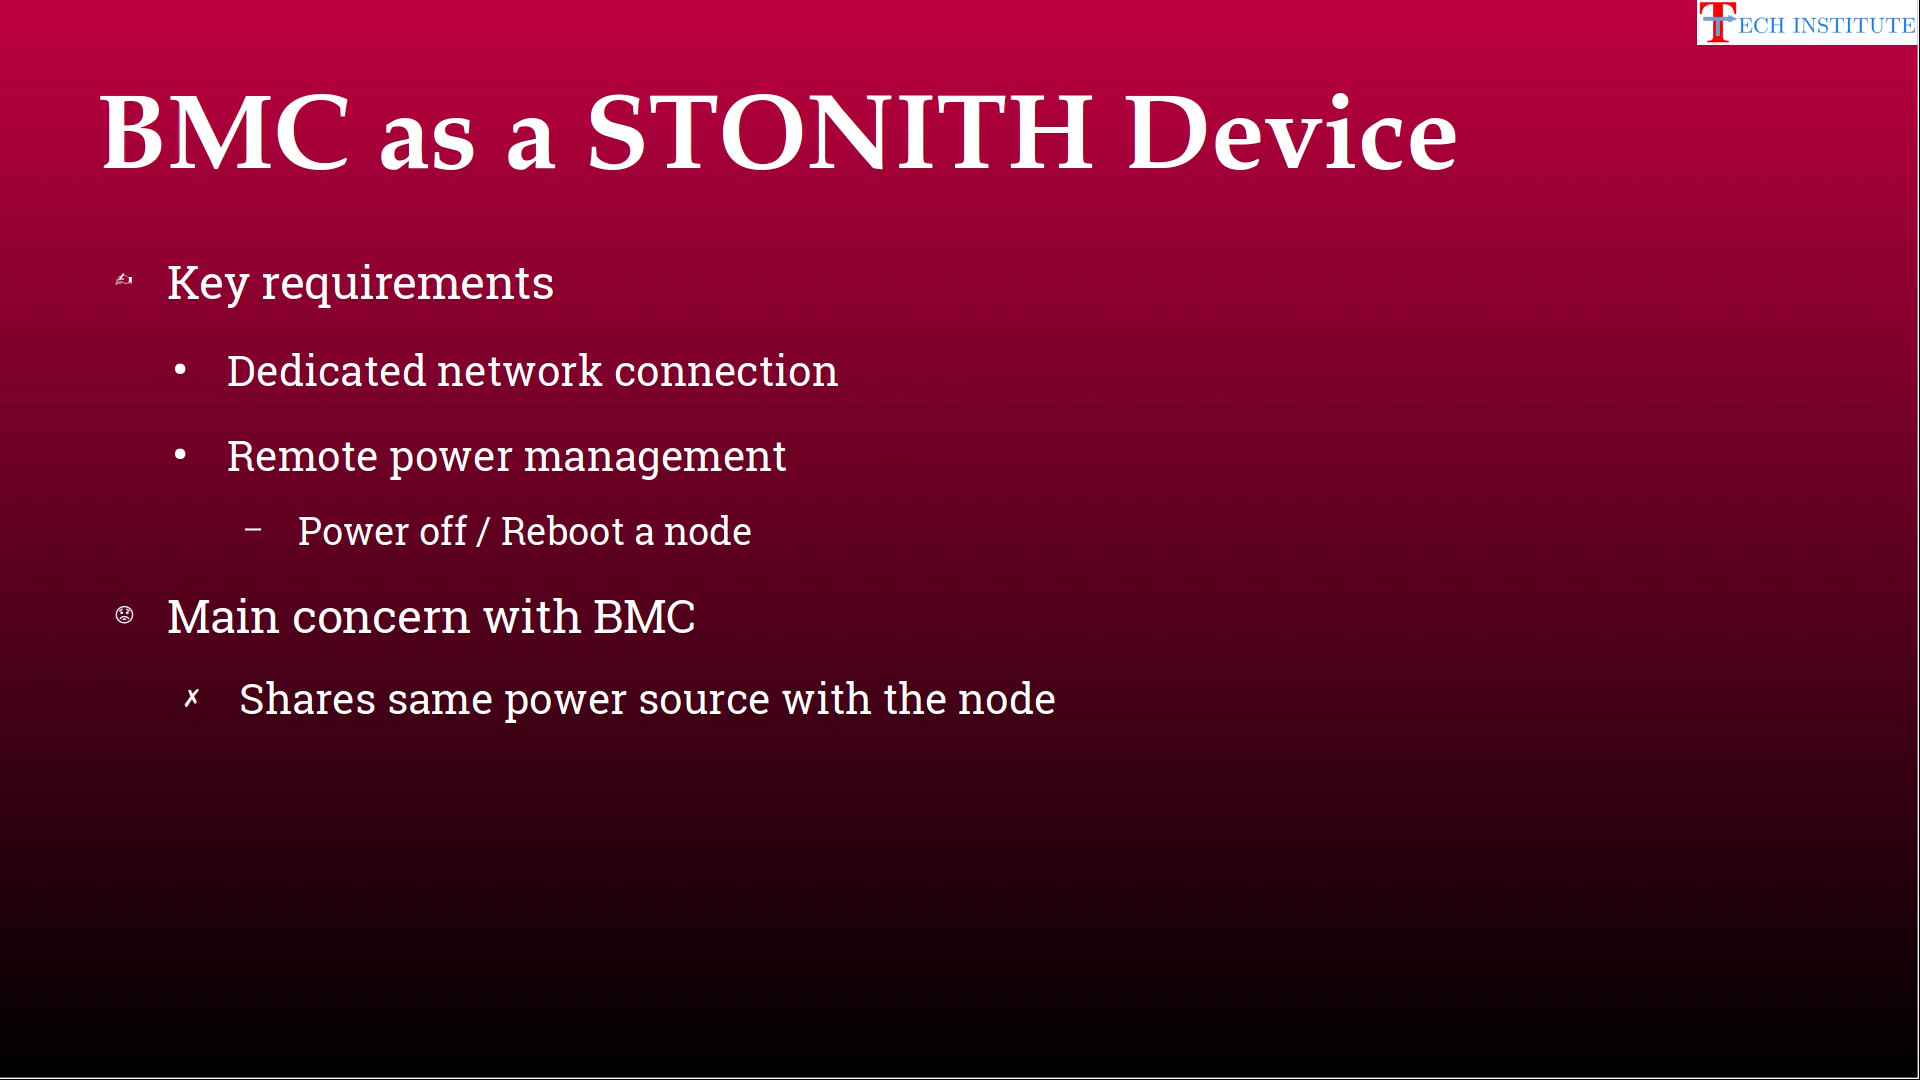 TECH INSTITUTE
BMC as a STONITH Device
✍ Key requirements
• Dedicated network connection
• Remote power management
– Power off / Reboot a node
☹ Main concern with BMC
✗ Shares same power source with the node